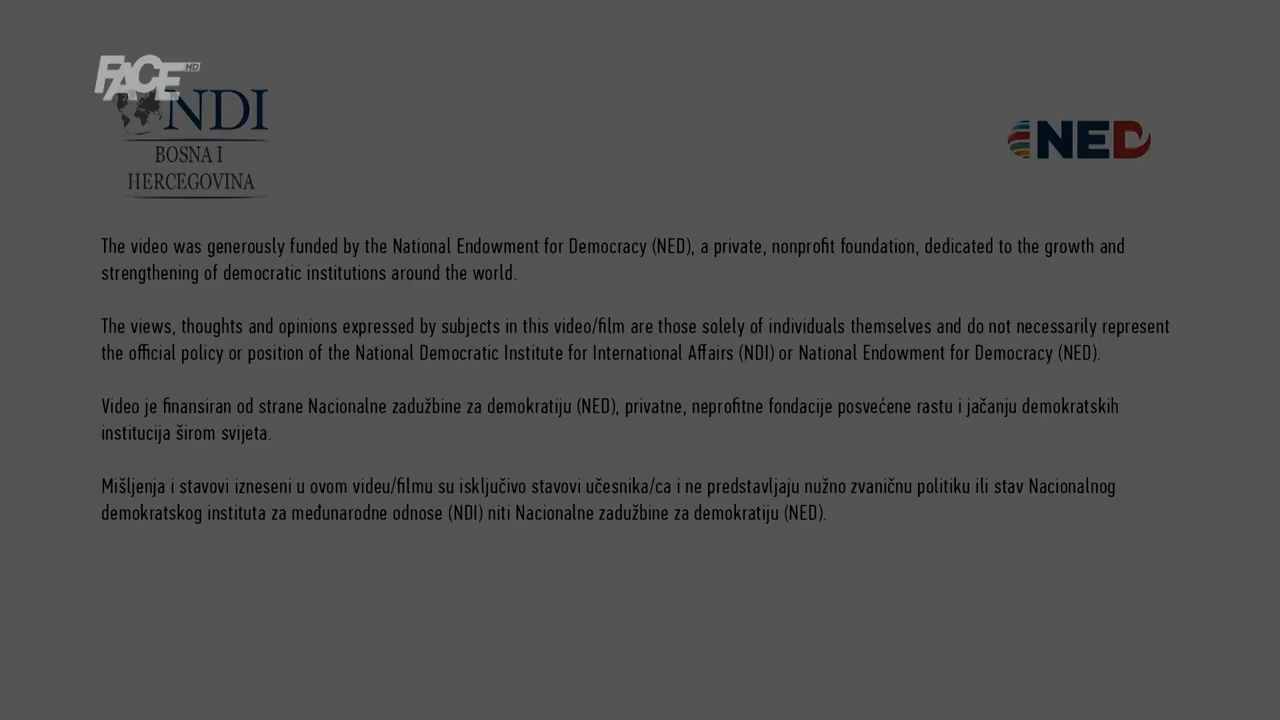 FACE HD
NDI
BOSNA I
HERCEGOVINA
NED
The video was generously funded by the National Endowment for Democracy (NED), a private, nonprofit foundation, dedicated to the growth and
strengthening of democratic institutions around the world.
The views, thoughts and opinions expressed by subjects in this video/film are those solely of individuals themselves and do not necessarily represent
the official policy or position of the National Democratic Institute for International Affairs (NDI) or National Endowment for Democracy (NED).
Video je finansiran od strane Nacionalne zadužbine za demokratiju (NED), privatne, neprofitne fondacije posvećene rastu i jačanju demokratskih
institucija širom svijeta.
Mišljenja i stavovi izneseni u ovom videu/filmu su isključivo stavovi učesnika/ca i ne predstavljaju nužno zvaničnu politiku ili stav Nacionalnog
demokratskog instituta za međunarodne odnose (NDI) niti Nacionalne zadužbine za demokratiju (NED).